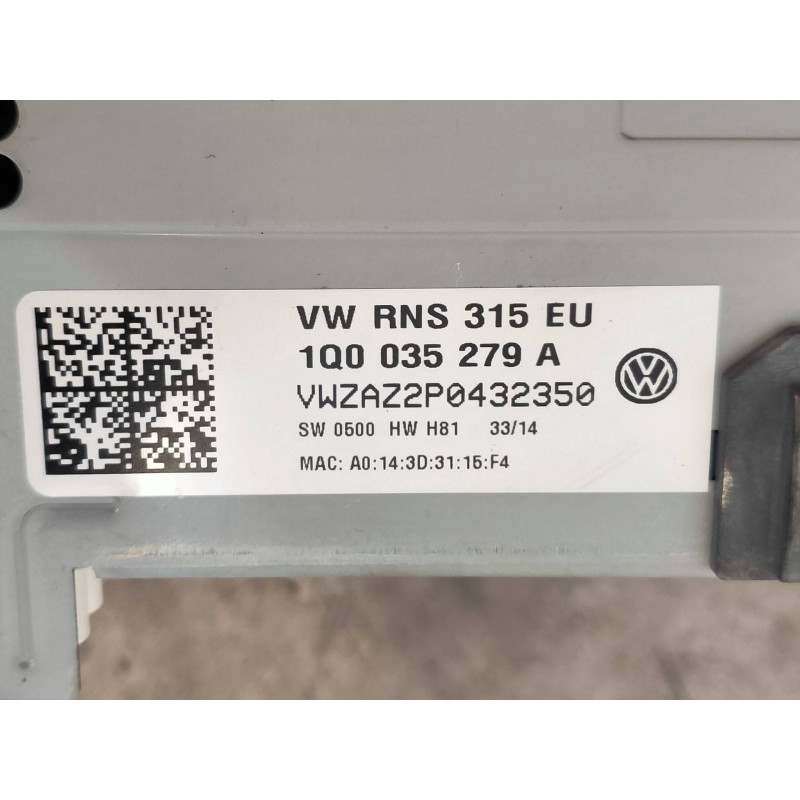 VW RNS 315 EU
1Q0 035 279 A
VWZAZ2P0432350
SW 0500 HW H81 33/14
MAC: A0:14:3D:31:15:F4